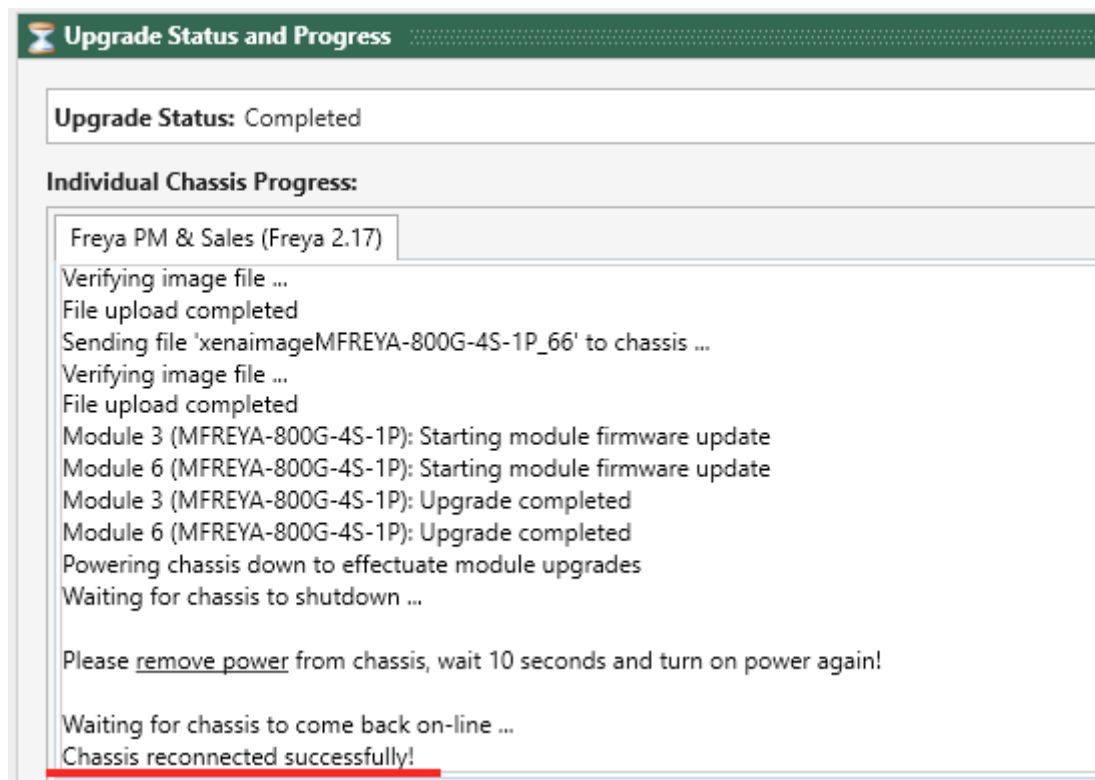 Upgrade Status and Progress
Upgrade Status: Completed
Individual Chassis Progress:
Freya PM & Sales (Freya 2.17)
Verifying image file ...
File upload completed
Sending file 'xenaimageMFREYA-800G-4S-1P_66' to chassis ...
Verifying image file ...
File upload completed
Module 3 (MFREYA-800G-4S-1P): Starting module firmware update
Module 6 (MFREYA-800G-4S-1P): Starting module firmware update
Module 3 (MFREYA-800G-4S-1P): Upgrade completed
Module 6 (MFREYA-800G-4S-1P): Upgrade completed
Powering chassis down to effectuate module upgrades
Waiting for chassis to shutdown ...
Please remove power from chassis, wait 10 seconds and turn on power again!
Waiting for chassis to come back on-line ...
Chassis reconnected successfully!